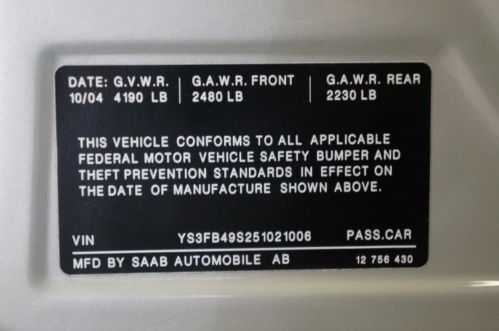 DATE: G.V.W.R. | G.A.W.R. FRONT | G.A.W.R. REAR
10/04 4190 LB 2480 LB 2230 LB
THIS VEHICLE CONFORMS TO ALL APPLICABLE
FEDERAL MOTOR VEHICLE SAFETY BUMPER AND
THEFT PREVENTION STANDARDS IN EFFECT ON
THE DATE OF MANUFACTURE SHOWN ABOVE.
VIN YS3FB49S251021006 PASS.CAR
MFD BY SAAB AUTOMOBILE AB 12 756 430